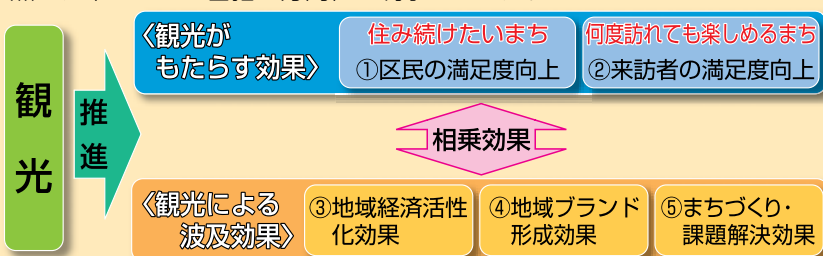 観光
推進
〈観光が
もたらす効果〉
住み続けたいまち
①区民の満足度向上
何度訪れても楽しめるまち
②来訪者の満足度向上
相乗効果
〈観光による
波及効果〉
③地域経済活性
化効果
④地域ブランド
形成効果
⑤まちづくり・
課題解決効果